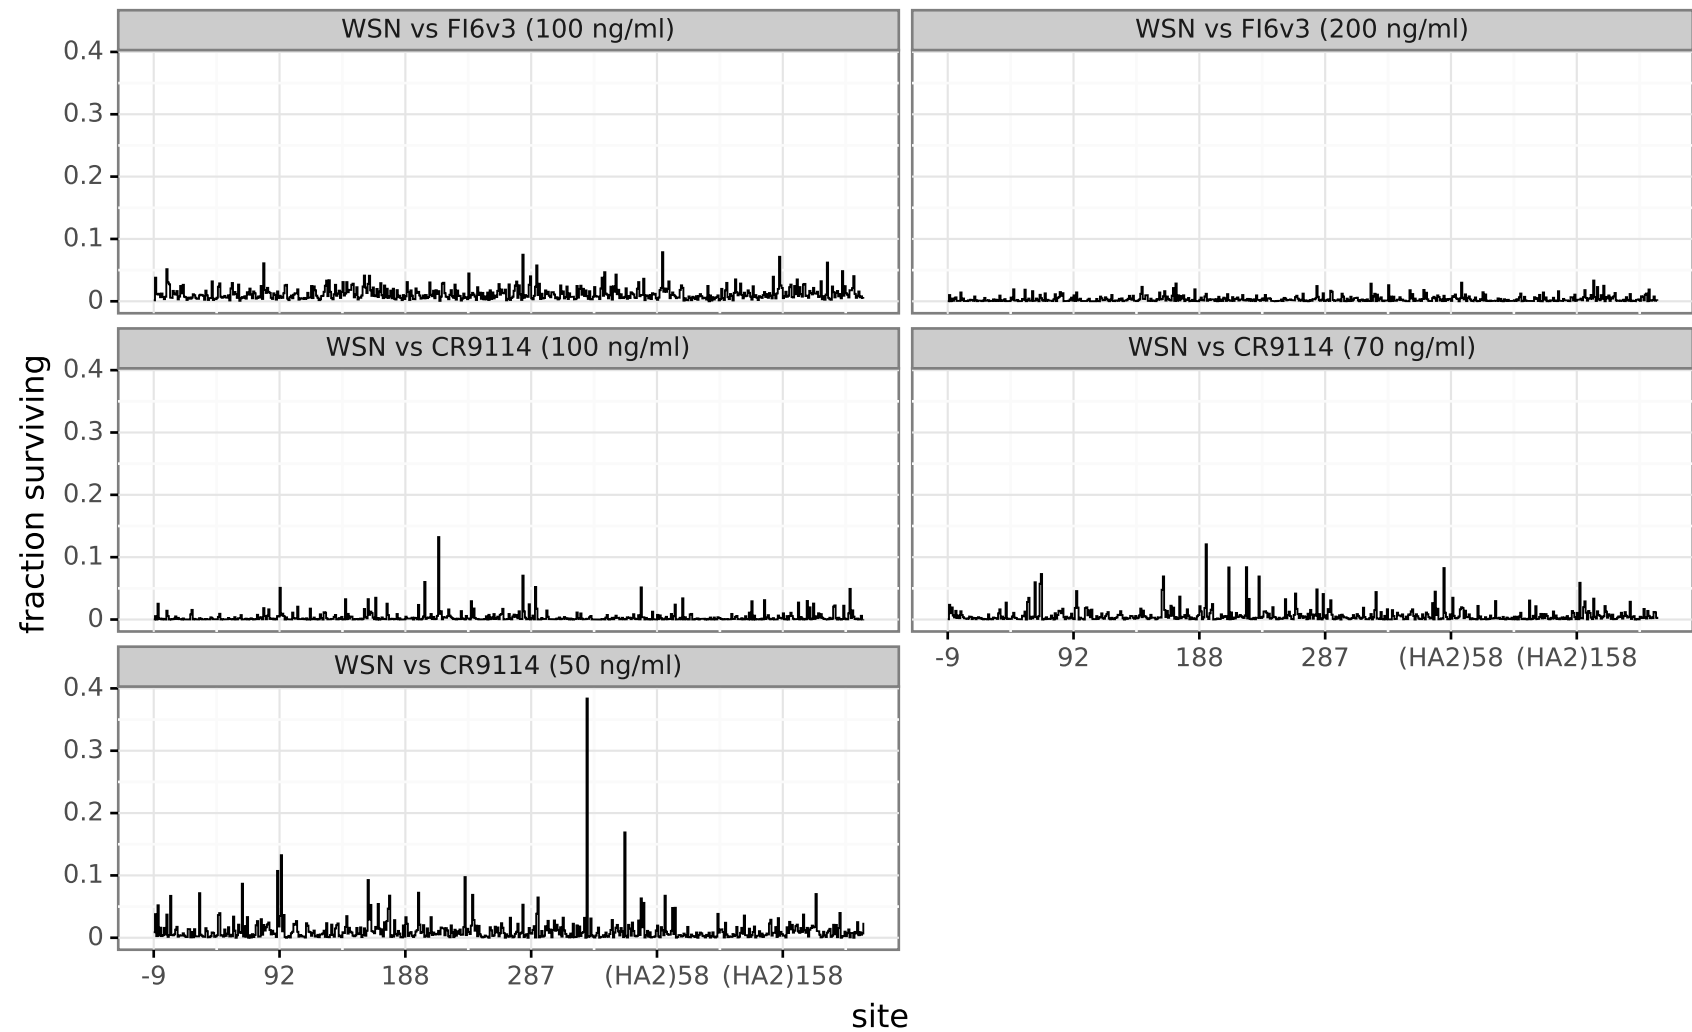 WSN vs FI6v3 (100 ng/ml)
WSN vs FI6v3 (200 ng/ml)
0.4
0.3
0.2
0.1
0
WSN vs CR9114 (100 ng/ml)
WSN vs CR9114 (70 ng/ml)
0.4
0.3
0.2
0.1
0
fraction surviving
-9 92 188 287 (HA2)58 (HA2)158
WSN vs CR9114 (50 ng/ml)
0.4
0.3
0.2
0.1
0
-9 92 188 287 (HA2)58 (HA2)158
site